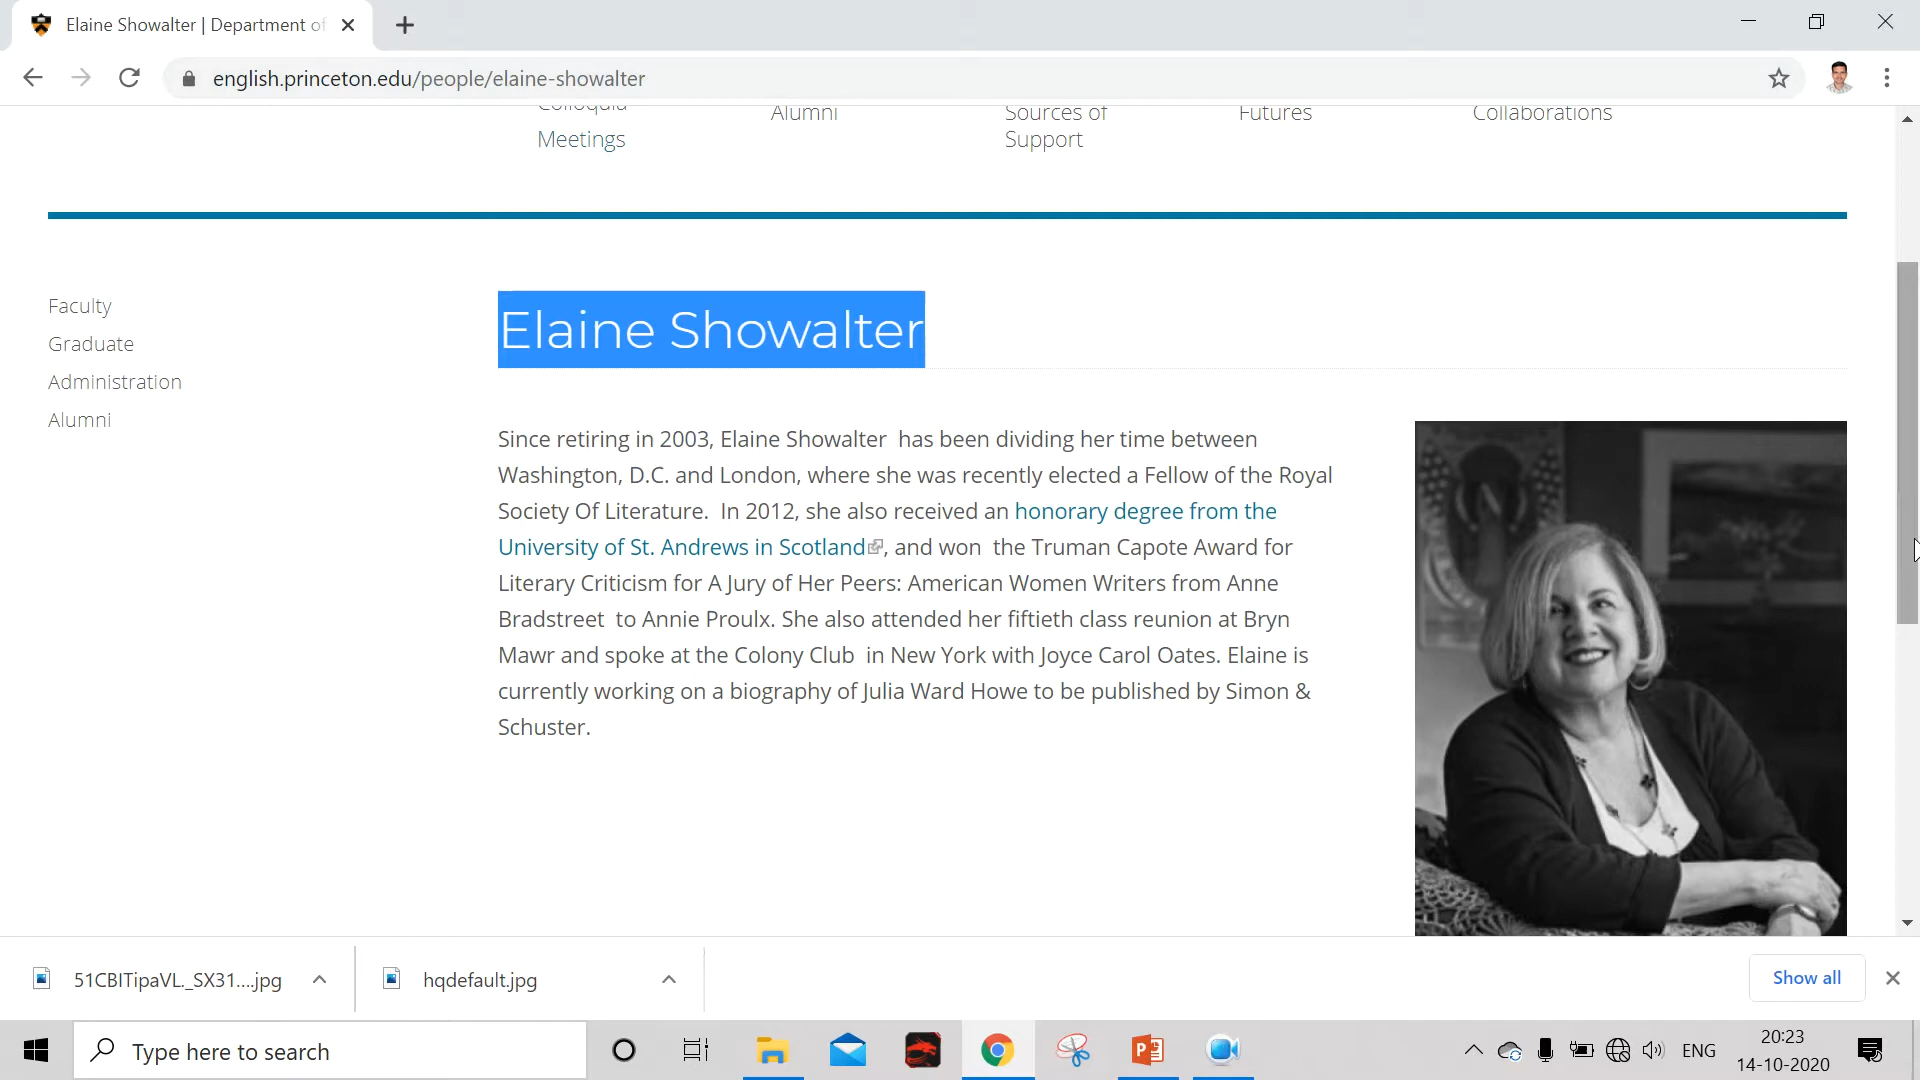 Elaine Showalter | Department of
english.princeton.edu/people/elaine-showalter
Colloquia
Meetings
Alumni
Sources of
Support
Futures
Collaborations
Faculty
Graduate
Administration
Alumni
Elaine Showalter
Since retiring in 2003, Elaine Showalter has been dividing her time between
Washington, D.C. and London, where she was recently elected a Fellow of the Royal
Society Of Literature. In 2012, she also received an honorary degree from the
University of St. Andrews in Scotland, and won the Truman Capote Award for
Literary Criticism for A Jury of Her Peers: American Women Writers from Anne
Bradstreet to Annie Proulx. She also attended her fiftieth class reunion at Bryn
Mawr and spoke at the Colony Club in New York with Joyce Carol Oates. Elaine is
currently working on a biography of Julia Ward Howe to be published by Simon &
Schuster.
51CBITipaVL._SX31....jpg
hqdefault.jpg
Show all
Type here to search
ENG
20:23
14-10-2020